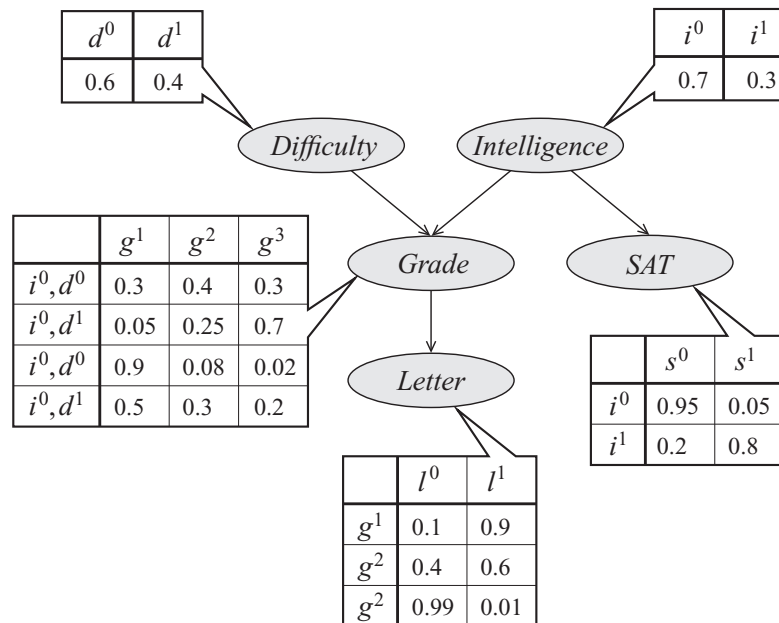 d⁰ d¹
0.6 0.4
i⁰ i¹
0.7 0.3
Difficulty
Intelligence
g¹ g² g³
i⁰,d⁰ 0.3 0.4 0.3
i⁰,d¹ 0.05 0.25 0.7
i⁰,d⁰ 0.9 0.08 0.02
i⁰,d¹ 0.5 0.3 0.2
Grade
SAT
Letter
s⁰ s¹
i⁰ 0.95 0.05
i¹ 0.2 0.8
l⁰ l¹
g¹ 0.1 0.9
g² 0.4 0.6
g² 0.99 0.01